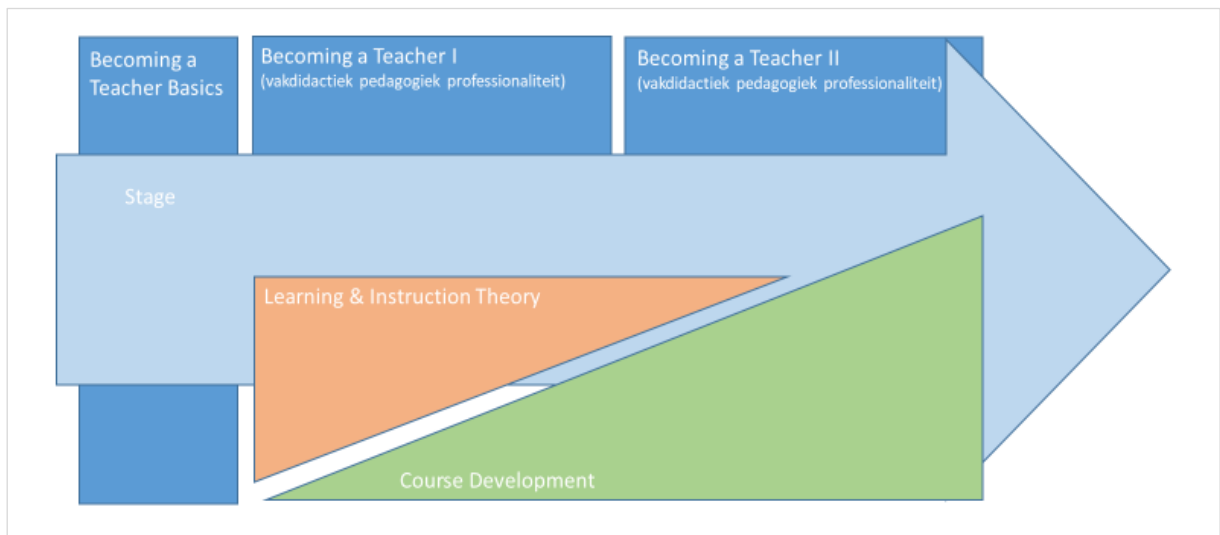 Becoming a
Teacher Basics
Becoming a Teacher I
(vakdidactiek pedagogiek professionaliteit)
Becoming a Teacher II
(vakdidactiek pedagogiek professionaliteit)
Stage
Learning & Instruction Theory
Course Development